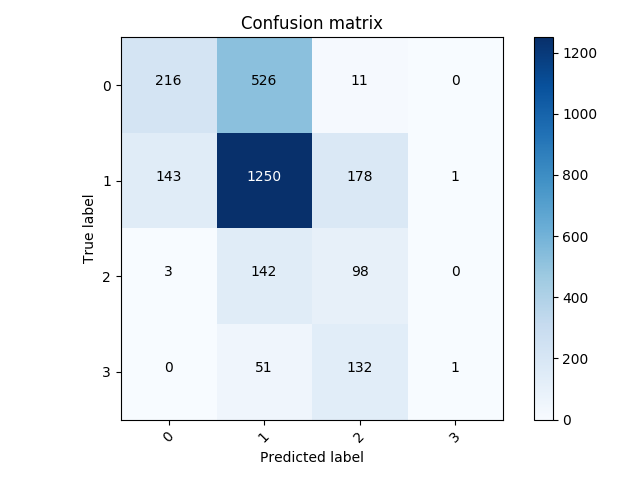 Confusion matrix
True label
0 216 526 11 0
1 143 1250 178 1
2 3 142 98 0
3 0 51 132 1
0 1 2 3
Predicted label
1200
1000
800
600
400
200
0